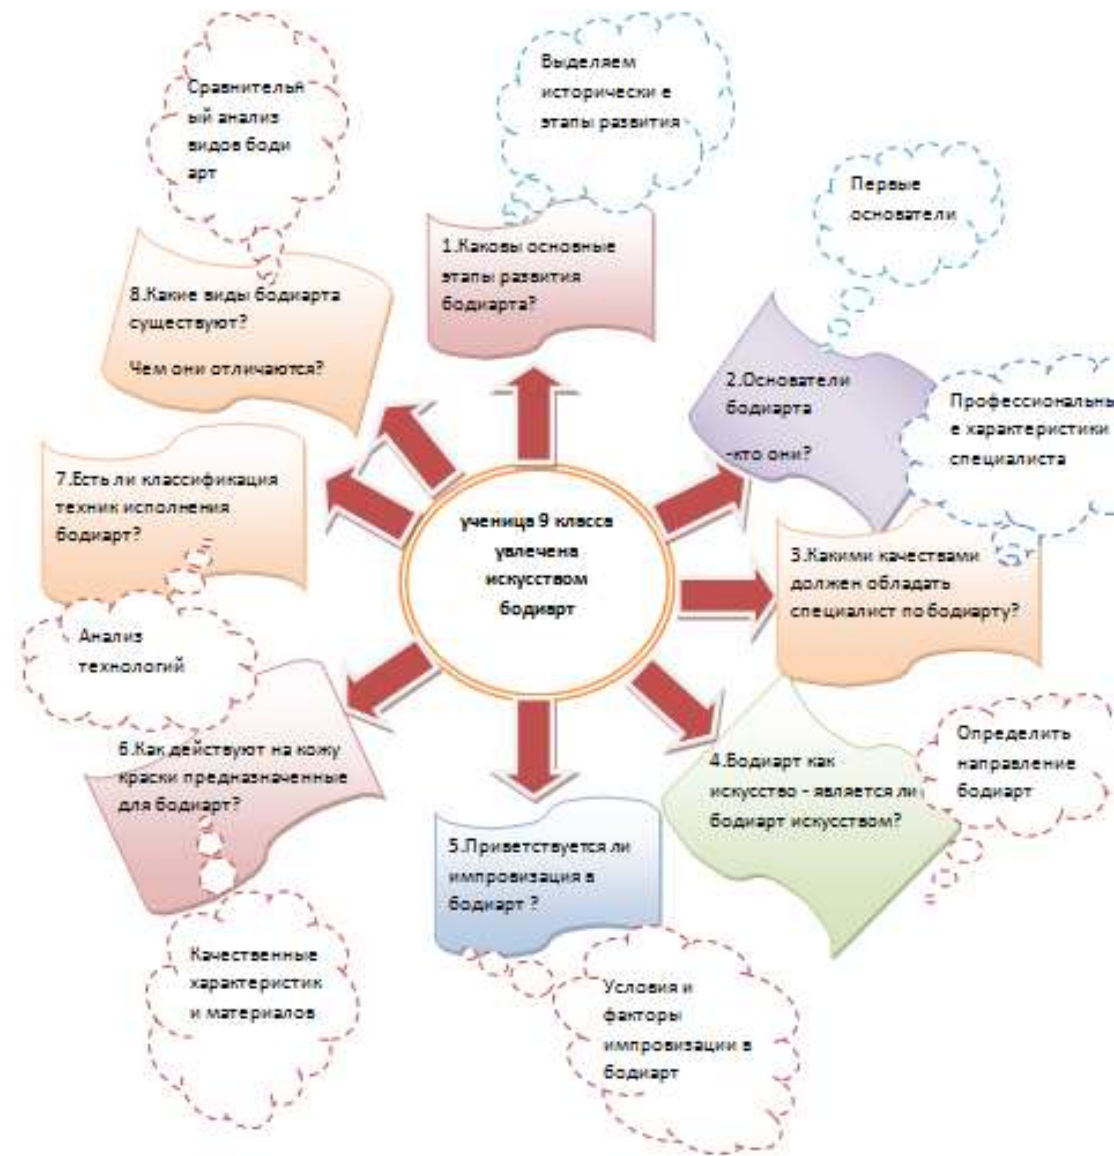 Сравнительн
ый анализ
видов боди
арт
Выделяем
исторически е
этапы развития
Первые
основатели
1.Каковы основные
этапы развития
бодиарта?
8.Какие виды бодиарта
существуют?
Чем они отличаются?
2.Основатели
бодиарта
-кто они?
Профессиональны
е характеристики
специалиста
7.Есть ли классификация
техник исполнения
бодиарт?
ученица 9 класса
увлечена
искусством
бодиарт
3.Какими качествами
должен обладать
специалист по бодиарту?
Анализ
технологий
6.Как действуют на кожу
краски предназначенные
для бодиарт?
4.Бодиарт как
искусство - является ли
бодиарт искусством?
Определить
направление
бодиарт
5.Приветствуется ли
импровизация в
бодиарт ?
Качественные
характеристик
и материалов
Условия и
факторы
импровизации в
бодиарт